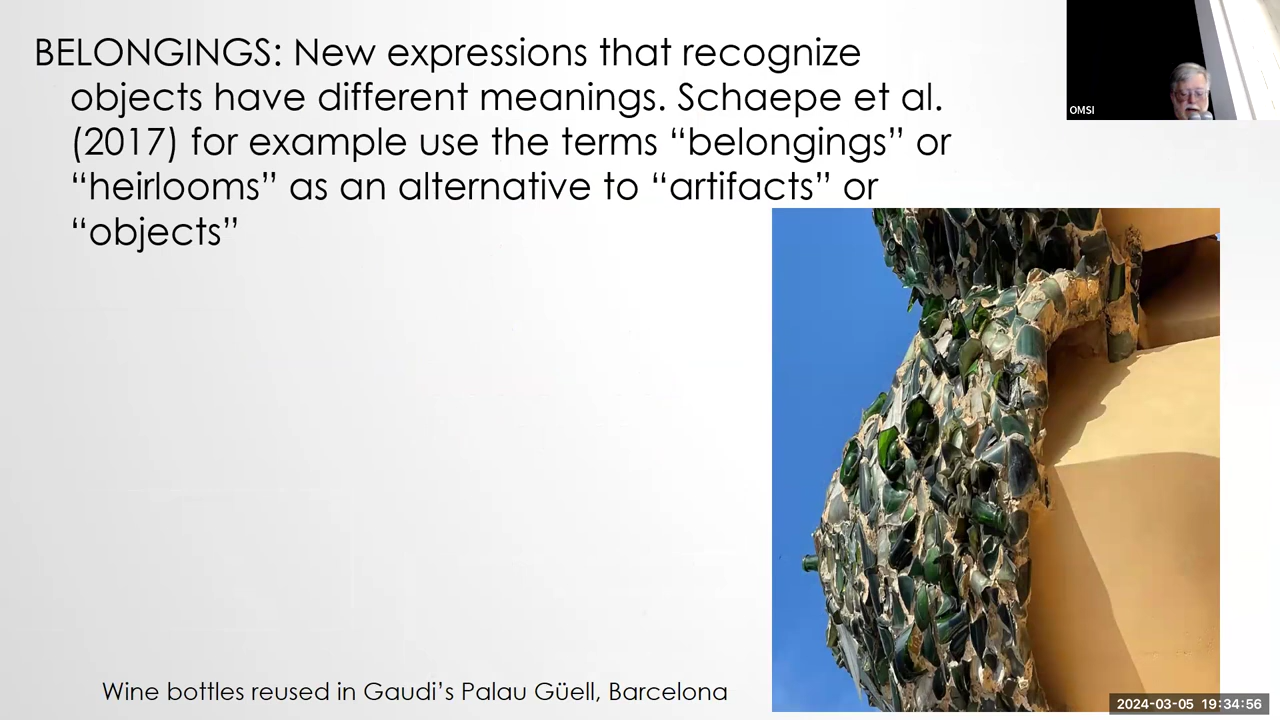 BELONGINGS: New expressions that recognize
objects have different meanings. Schaepe et al.
(2017) for example use the terms “belongings” or
“heirlooms” as an alternative to “artifacts” or
“objects”
OMSI
Wine bottles reused in Gaudi’s Palau Güell, Barcelona
2024-03-05 19:34:56